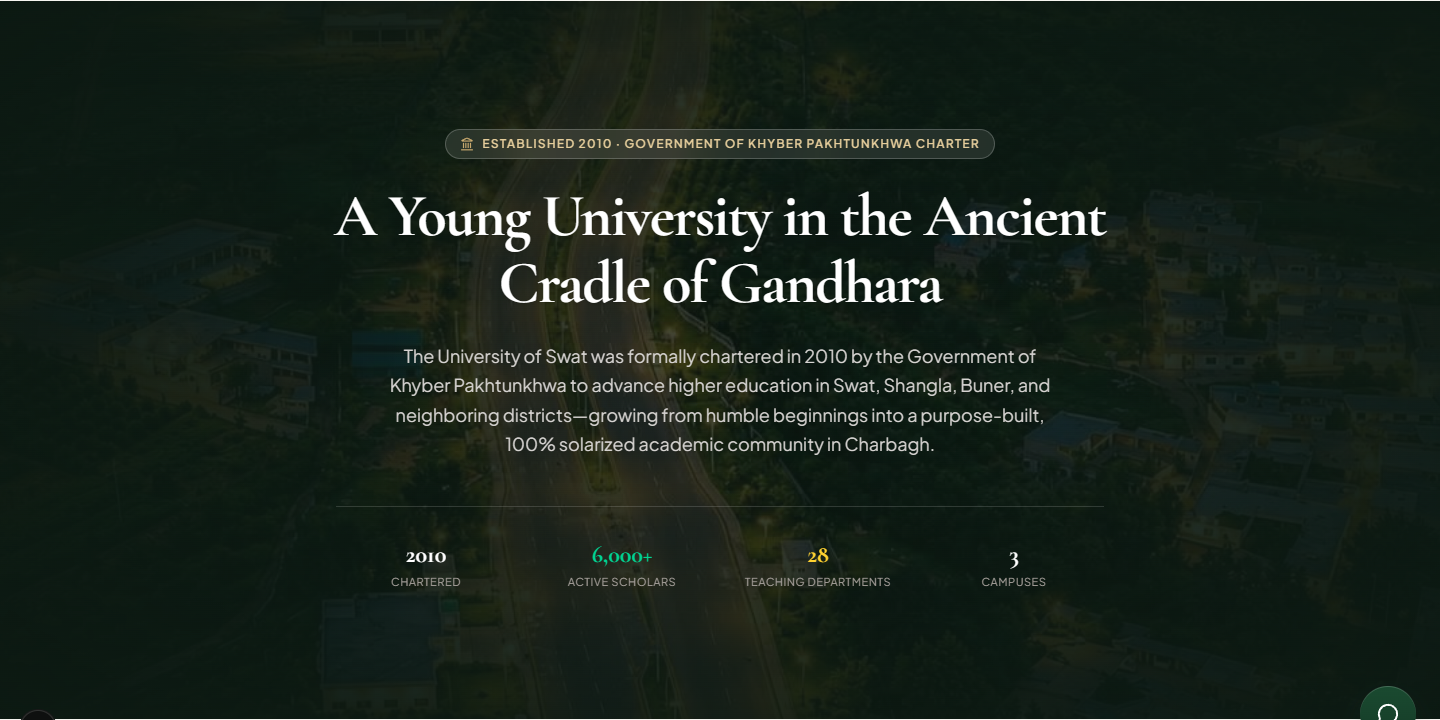 ESTABLISHED 2010 · GOVERNMENT OF KHYBER PAKHTUNKHWA CHARTER
A Young University in the Ancient
Cradle of Gandhara
The University of Swat was formally chartered in 2010 by the Government of
Khyber Pakhtunkhwa to advance higher education in Swat, Shangla, Buner, and
neighboring districts—growing from humble beginnings into a purpose-built,
100% solarized academic community in Charbagh.
2010
CHARTERED
6,000+
ACTIVE SCHOLARS
28
TEACHING DEPARTMENTS
3
CAMPUSES